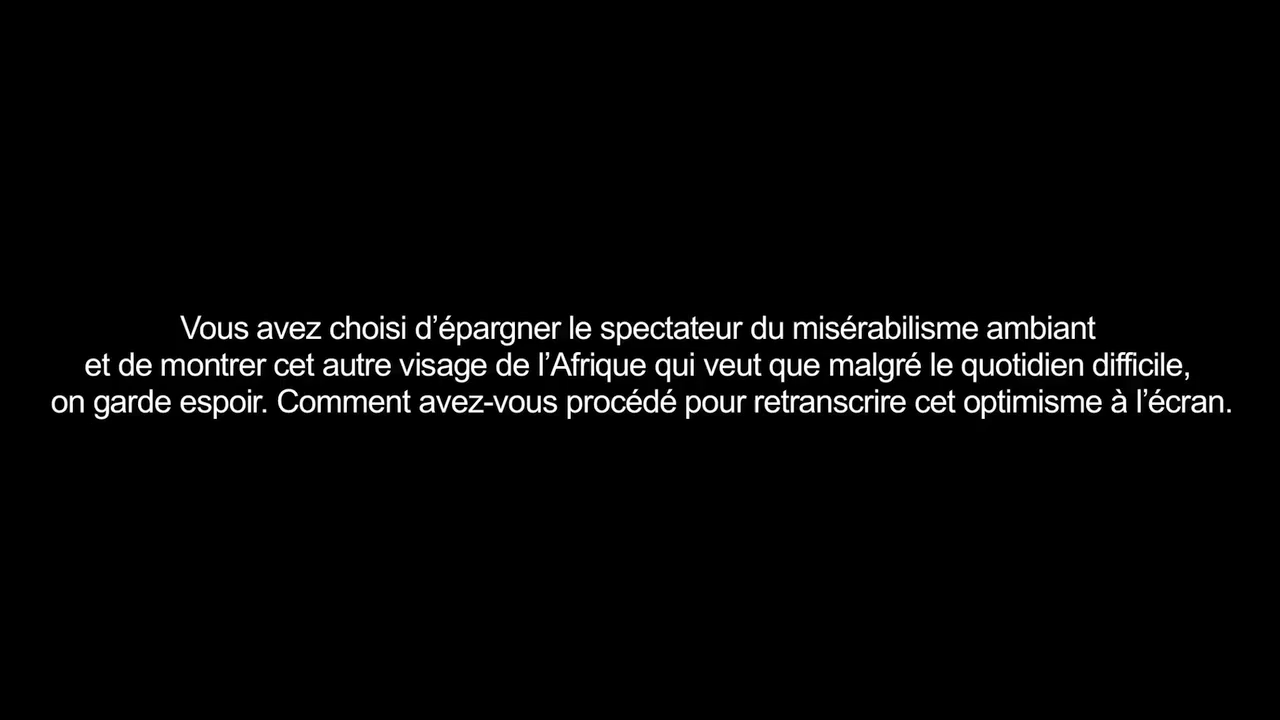 Vous avez choisi d’épargner le spectateur du misérabilisme ambiant
et de montrer cet autre visage de l’Afrique qui veut que malgré le quotidien difficile,
on garde espoir. Comment avez-vous procédé pour retranscrire cet optimisme à l’écran.